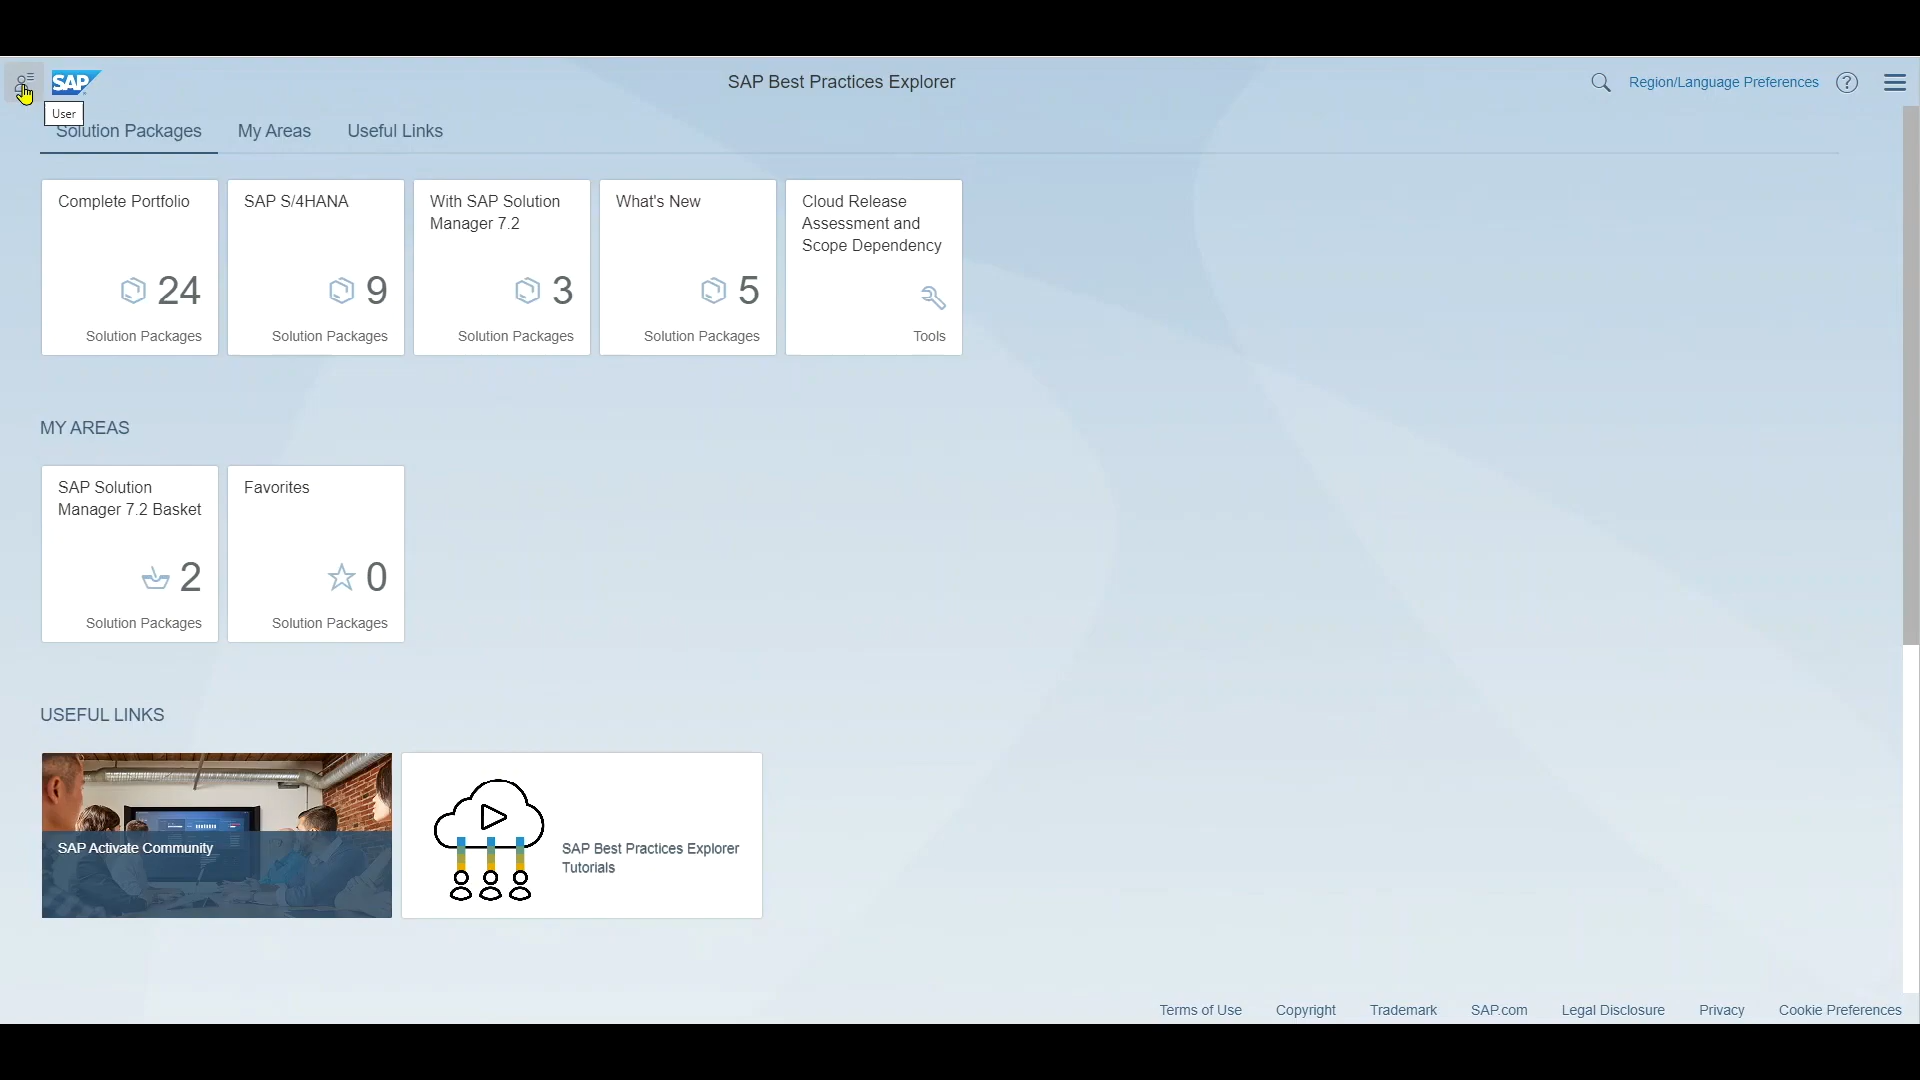 SAP
SAP Best Practices Explorer
Region/Language Preferences
?
User
Solution Packages
My Areas
Useful Links
Complete Portfolio
24
Solution Packages
SAP S/4HANA
9
Solution Packages
With SAP Solution
Manager 7.2
3
Solution Packages
What's New
5
Solution Packages
Cloud Release
Assessment and
Scope Dependency
Tools
MY AREAS
SAP Solution
Manager 7.2 Basket
2
Solution Packages
Favorites
0
Solution Packages
USEFUL LINKS
SAP Activate Community
SAP Best Practices Explorer
Tutorials
Terms of Use
Copyright
Trademark
SAP.com
Legal Disclosure
Privacy
Cookie Preferences